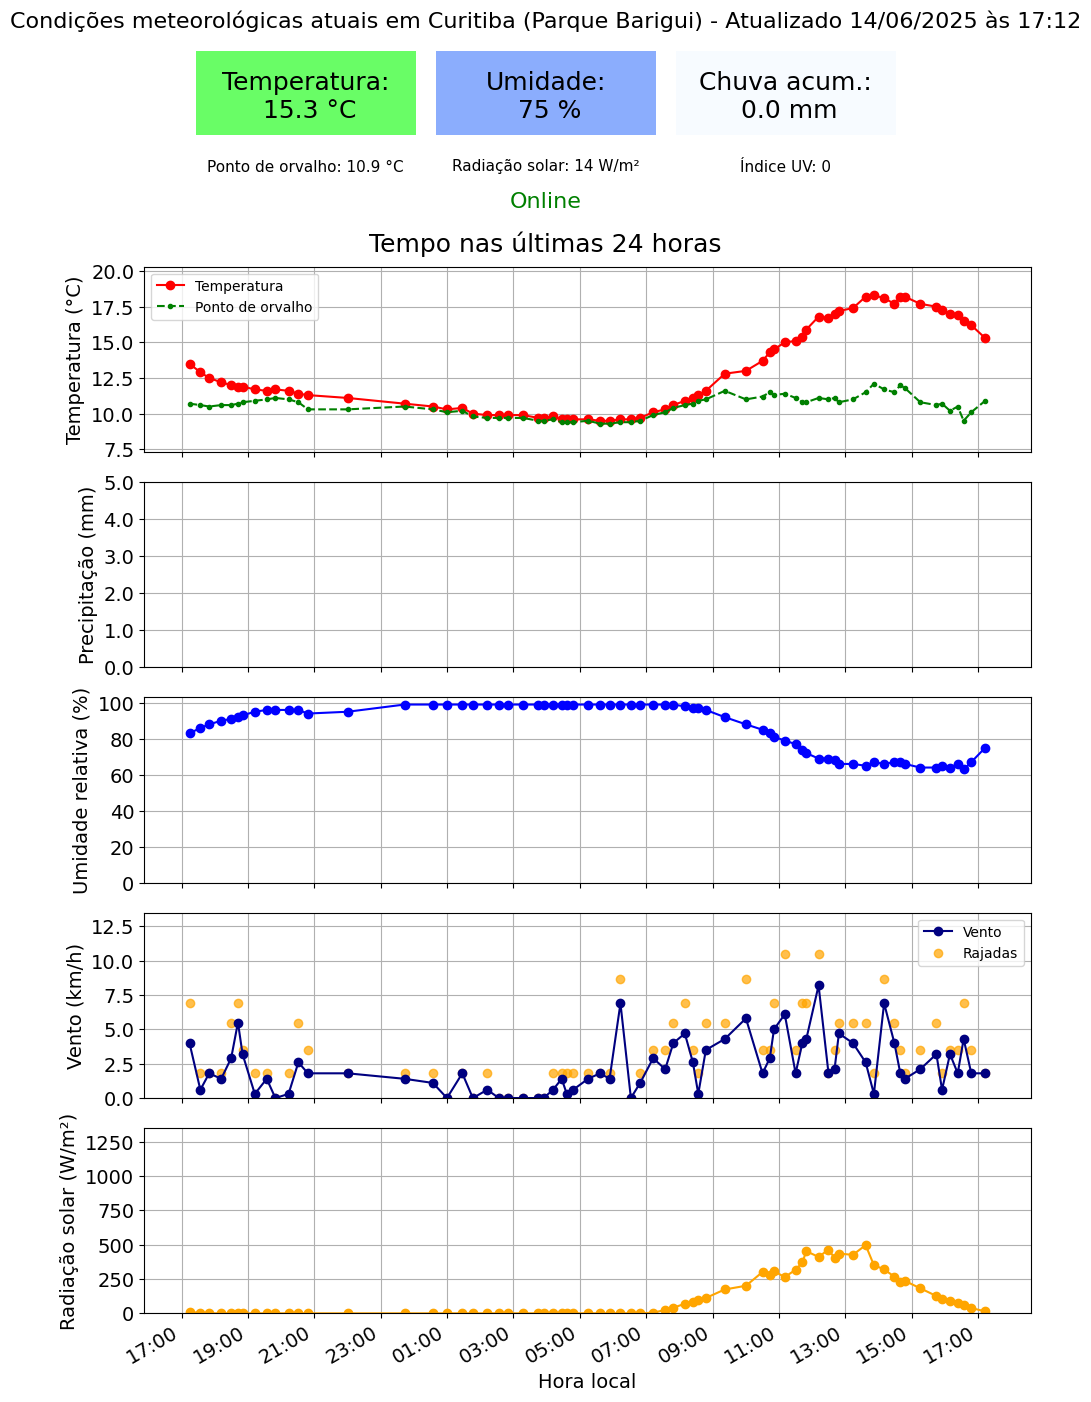 Condições meteorológicas atuais em Curitiba (Parque Barigui) - Atualizado 14/06/2025 às 17:12
Temperatura:
15.3 °C
Umidade:
75 %
Chuva acum.:
0.0 mm
Ponto de orvalho: 10.9 °C
Radiação solar: 14 W/m²
Índice UV: 0
Online
Tempo nas últimas 24 horas
Temperatura (°C)
20.0
17.5
15.0
12.5
10.0
7.5
Temperatura
Ponto de orvalho
Precipitação (mm)
5.0
4.0
3.0
2.0
1.0
0.0
Umidade relativa (%)
100
80
60
40
20
0
Vento (km/h)
12.5
10.0
7.5
5.0
2.5
0.0
Vento
Rajadas
Radiação solar (W/m²)
1250
1000
750
500
250
0
17:00
19:00
21:00
23:00
01:00
03:00
05:00
07:00
09:00
11:00
13:00
15:00
17:00
Hora local